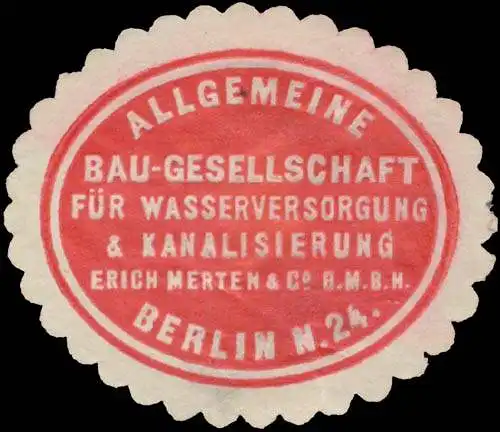 ALLGEMEINE
BAU-GESELLSCHAFT
FÜR WASSERVERSORGUNG
& KANALISIERUNG
ERICH MERTEN & Cº G.M.B.H.
BERLIN N.24.